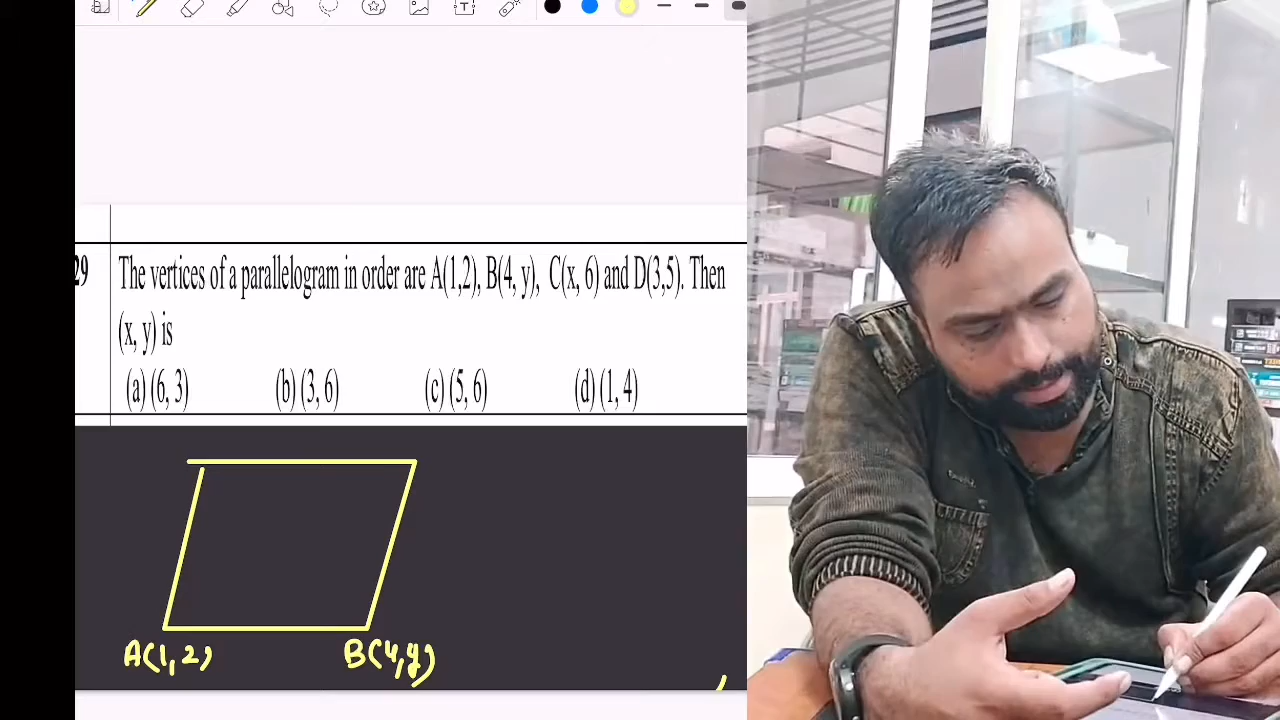 29 The vertices of a parallelogram in order are A(1,2), B(4, y), C(x, 6) and D(3,5). Then
(x, y) is
(a) (6, 3) (b) (3, 6) (c) (5, 6) (d) (1, 4)
A(1,2) B(4,y)